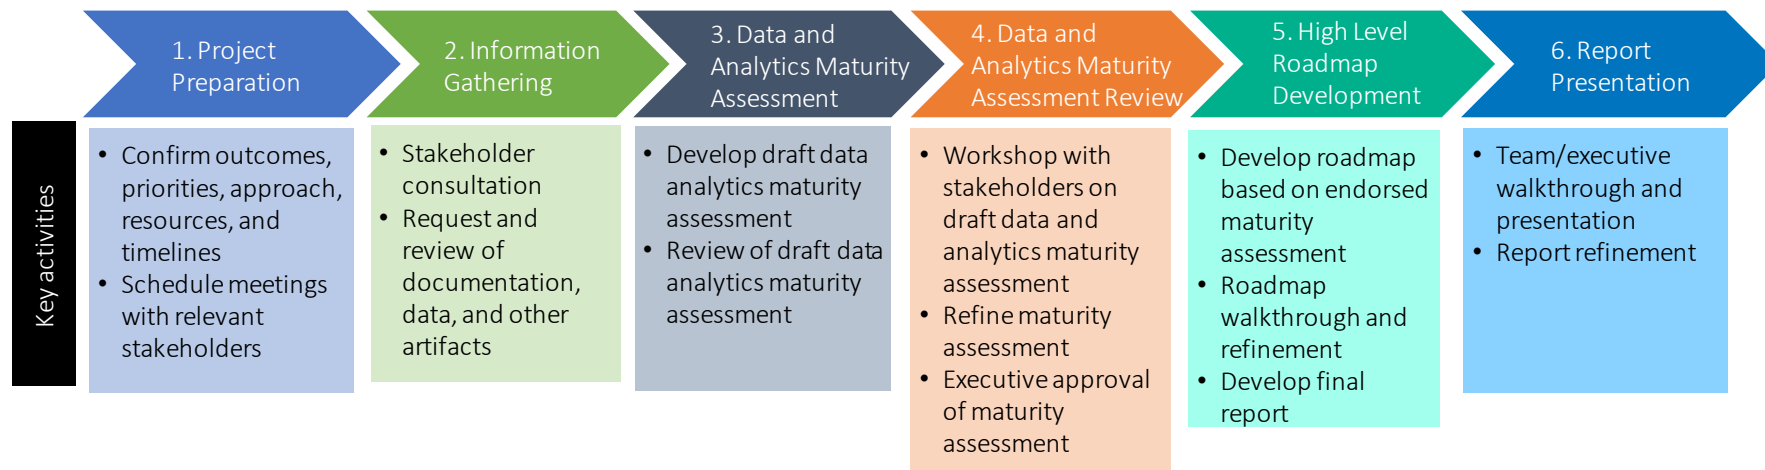 1. Project
Preparation
2. Information
Gathering
3. Data and
Analytics Maturity
Assessment
4. Data and
Analytics Maturity
Assessment Review
5. High Level
Roadmap
Development
6. Report
Presentation
Key activities
• Confirm outcomes,
priorities, approach,
resources, and
timelines
• Schedule meetings
with relevant
stakeholders
• Stakeholder
consultation
• Request and
review of
documentation,
data, and other
artifacts
• Develop draft data
analytics maturity
assessment
• Review of draft data
analytics maturity
assessment
• Workshop with
stakeholders on
draft data and
analytics maturity
assessment
• Refine maturity
assessment
• Executive approval
of maturity
assessment
• Develop roadmap
based on endorsed
maturity
assessment
• Roadmap
walkthrough and
refinement
• Develop final
report
• Team/executive
walkthrough and
presentation
• Report refinement